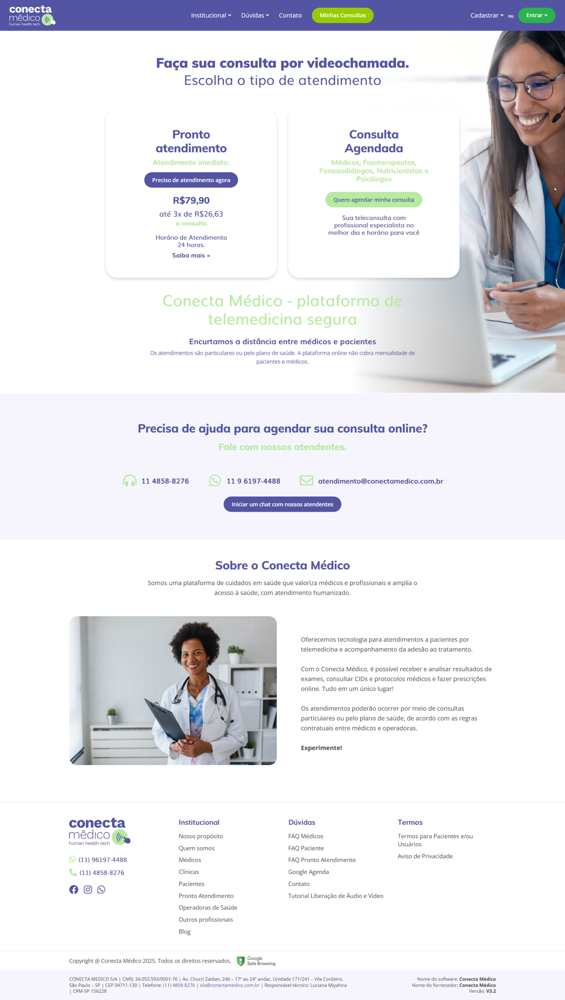 conecta
mēdico
human health tech
Institucional
Dúvidas
Contato
Minhas Consultas
Cadastrar
ou
Entrar
Faça sua consulta por videochamada.
Escolha o tipo de atendimento
Pronto
atendimento
Atendimento imediato.
Preciso de atendimento agora
R$79,90
até 3x de R$26,63
a consulta
Horário de Atendimento
24 horas.
Saiba mais »
Consulta
Agendada
Médicos, Fisioterapeutas,
Fonoaudiólogos, Nutricionistas e
Psicólogos
Quero agendar minha consulta
Sua teleconsulta com
profissional especialista no
melhor dia e horário para você
Conecta Médico - plataforma de
telemedicina segura
Encurtamos a distância entre médicos e pacientes
Os atendimentos são particulares ou pelo plano de saúde. A plataforma online não cobra mensalidade de
pacientes e médicos.
Precisa de ajuda para agendar sua consulta online?
Fale com nossos atendentes.
11 4858-8276
11 9 6197-4488
atendimento@conectamedico.com.br
Iniciar um chat com nossos atendentes
Sobre o Conecta Médico
Somos uma plataforma de cuidados em saúde que valoriza médicos e profissionais e amplia o
acesso à saúde, com atendimento humanizado.
Oferecemos tecnologia para atendimentos a pacientes por
telemedicina e acompanhamento da adesão ao tratamento.
Com o Conecta Médico, é possível receber e analisar resultados de
exames, consultar CIDs e protocolos médicos e fazer prescrições
online. Tudo em um único lugar!
Os atendimentos poderão ocorrer por meio de consultas
particulares ou pelo plano de saúde, de acordo com as regras
contratuais entre médicos e operadoras.
Experimente!
conecta
mēdico
human health tech
(11) 96197-4488
(11) 4858-8276
Institucional
Nosso propósito
Quem somos
Médicos
Clínicas
Pacientes
Pronto Atendimento
Operadoras de Saúde
Outros profissionais
Blog
Dúvidas
FAQ Médicos
FAQ Paciente
FAQ Pronto Atendimento
Google Agenda
Contato
Tutorial Liberação de Áudio e Vídeo
Termos
Termos para Pacientes e/ou
Usuários
Aviso de Privacidade
Copyright @ Conecta Médico 2025. Todos os direitos reservados.
Google
Safe Browsing
CONECTA MEDICO S/A | CNPJ: 34.053.593/0001-76 | Av. Chucri Zaidan, 246 – 17º ao 24º andar, Unidade 171/241 – Vila Cordeiro,
São Paulo – SP | CEP 04711-130 | Telefone: (11) 4858-8276 | ola@conectamedico.com.br | Responsável técnico: Luciana Miyahira
| CRM-SP 156228
Nome do software: Conecta Médico
Nome do fornecedor: Conecta Médico
Versão: V3.2